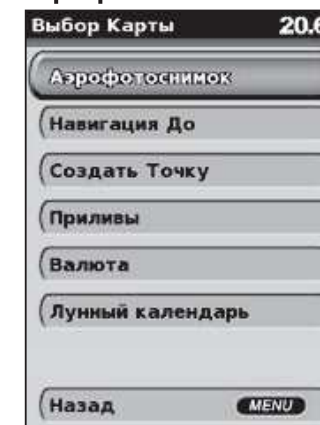 Выбор Карты 20.6
Аэрофотоснимок
Навигация До
Создать Точку
Приливы
Валюта
Лунный календарь
Назад MENU